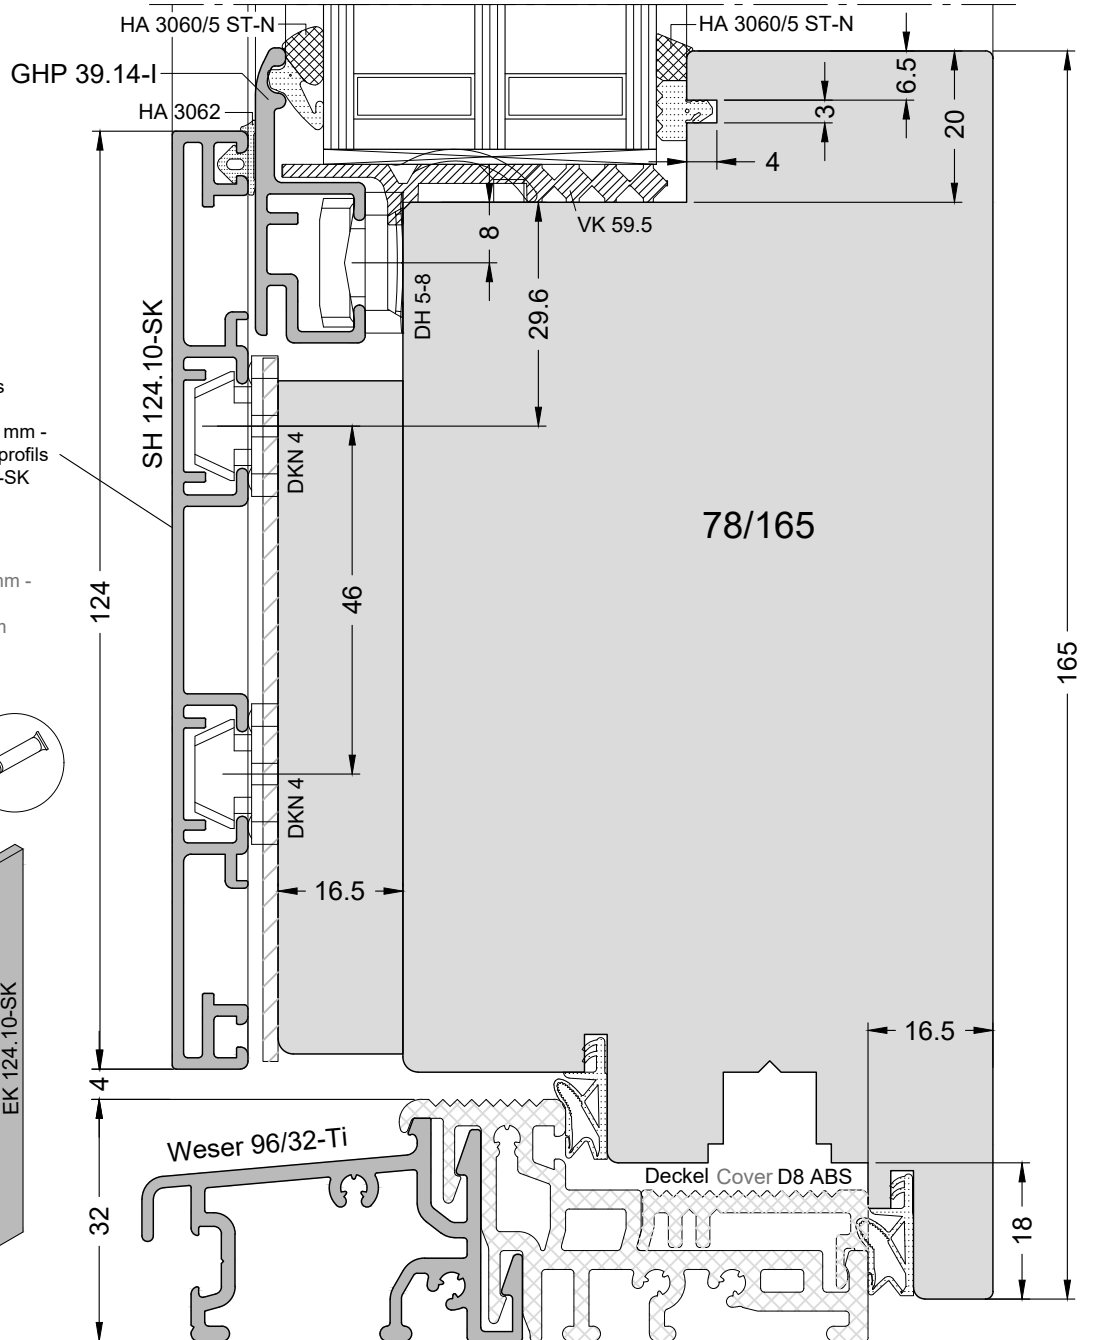 HA 3060/5 ST-N
HA 3060/5 ST-N
GHP 39.14-I
HA 3062
6.5
3
20
4
VK 59.5
8
DH 5-8
29.6
SH 124.10-SK
s
mm -
profils
-SK
DKN 4
78/165
mm -
124
46
165
DKN 4
16.5
EK 124.10-SK
16.5
4
Weser 96/32-Ti
Deckel Cover D8 ABS
32
18